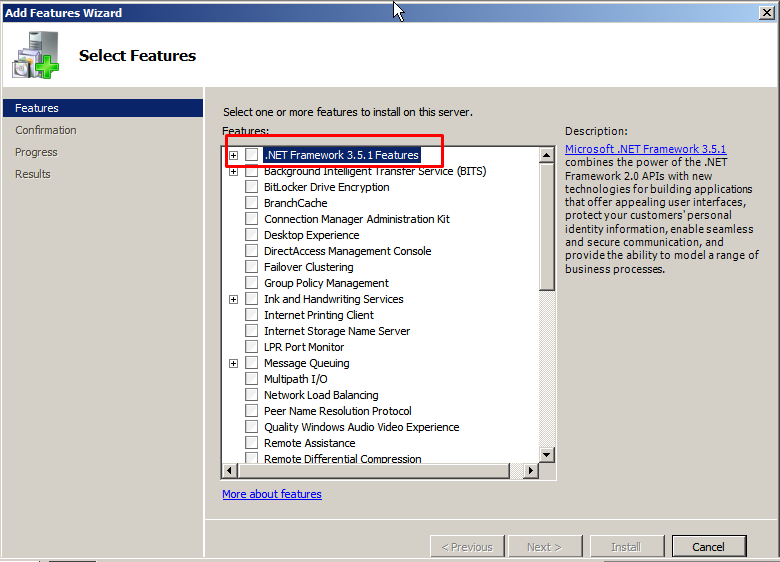 Add Features Wizard
Select Features
Features
Confirmation
Progress
Results
Select one or more features to install on this server.
Features:
.NET Framework 3.5.1 Features
Background Intelligent Transfer Service (BITS)
BitLocker Drive Encryption
BranchCache
Connection Manager Administration Kit
Desktop Experience
DirectAccess Management Console
Failover Clustering
Group Policy Management
Ink and Handwriting Services
Internet Printing Client
Internet Storage Name Server
LPR Port Monitor
Message Queuing
Multipath I/O
Network Load Balancing
Peer Name Resolution Protocol
Quality Windows Audio Video Experience
Remote Assistance
Remote Differential Compression
More about features
Description:
Microsoft .NET Framework 3.5.1
combines the power of the .NET
Framework 2.0 APIs with new
technologies for building applications
that offer appealing user interfaces,
protect your customers' personal
identity information, enable seamless
and secure communication, and
provide the ability to model a range of
business processes.
< Previous
Next >
Install
Cancel